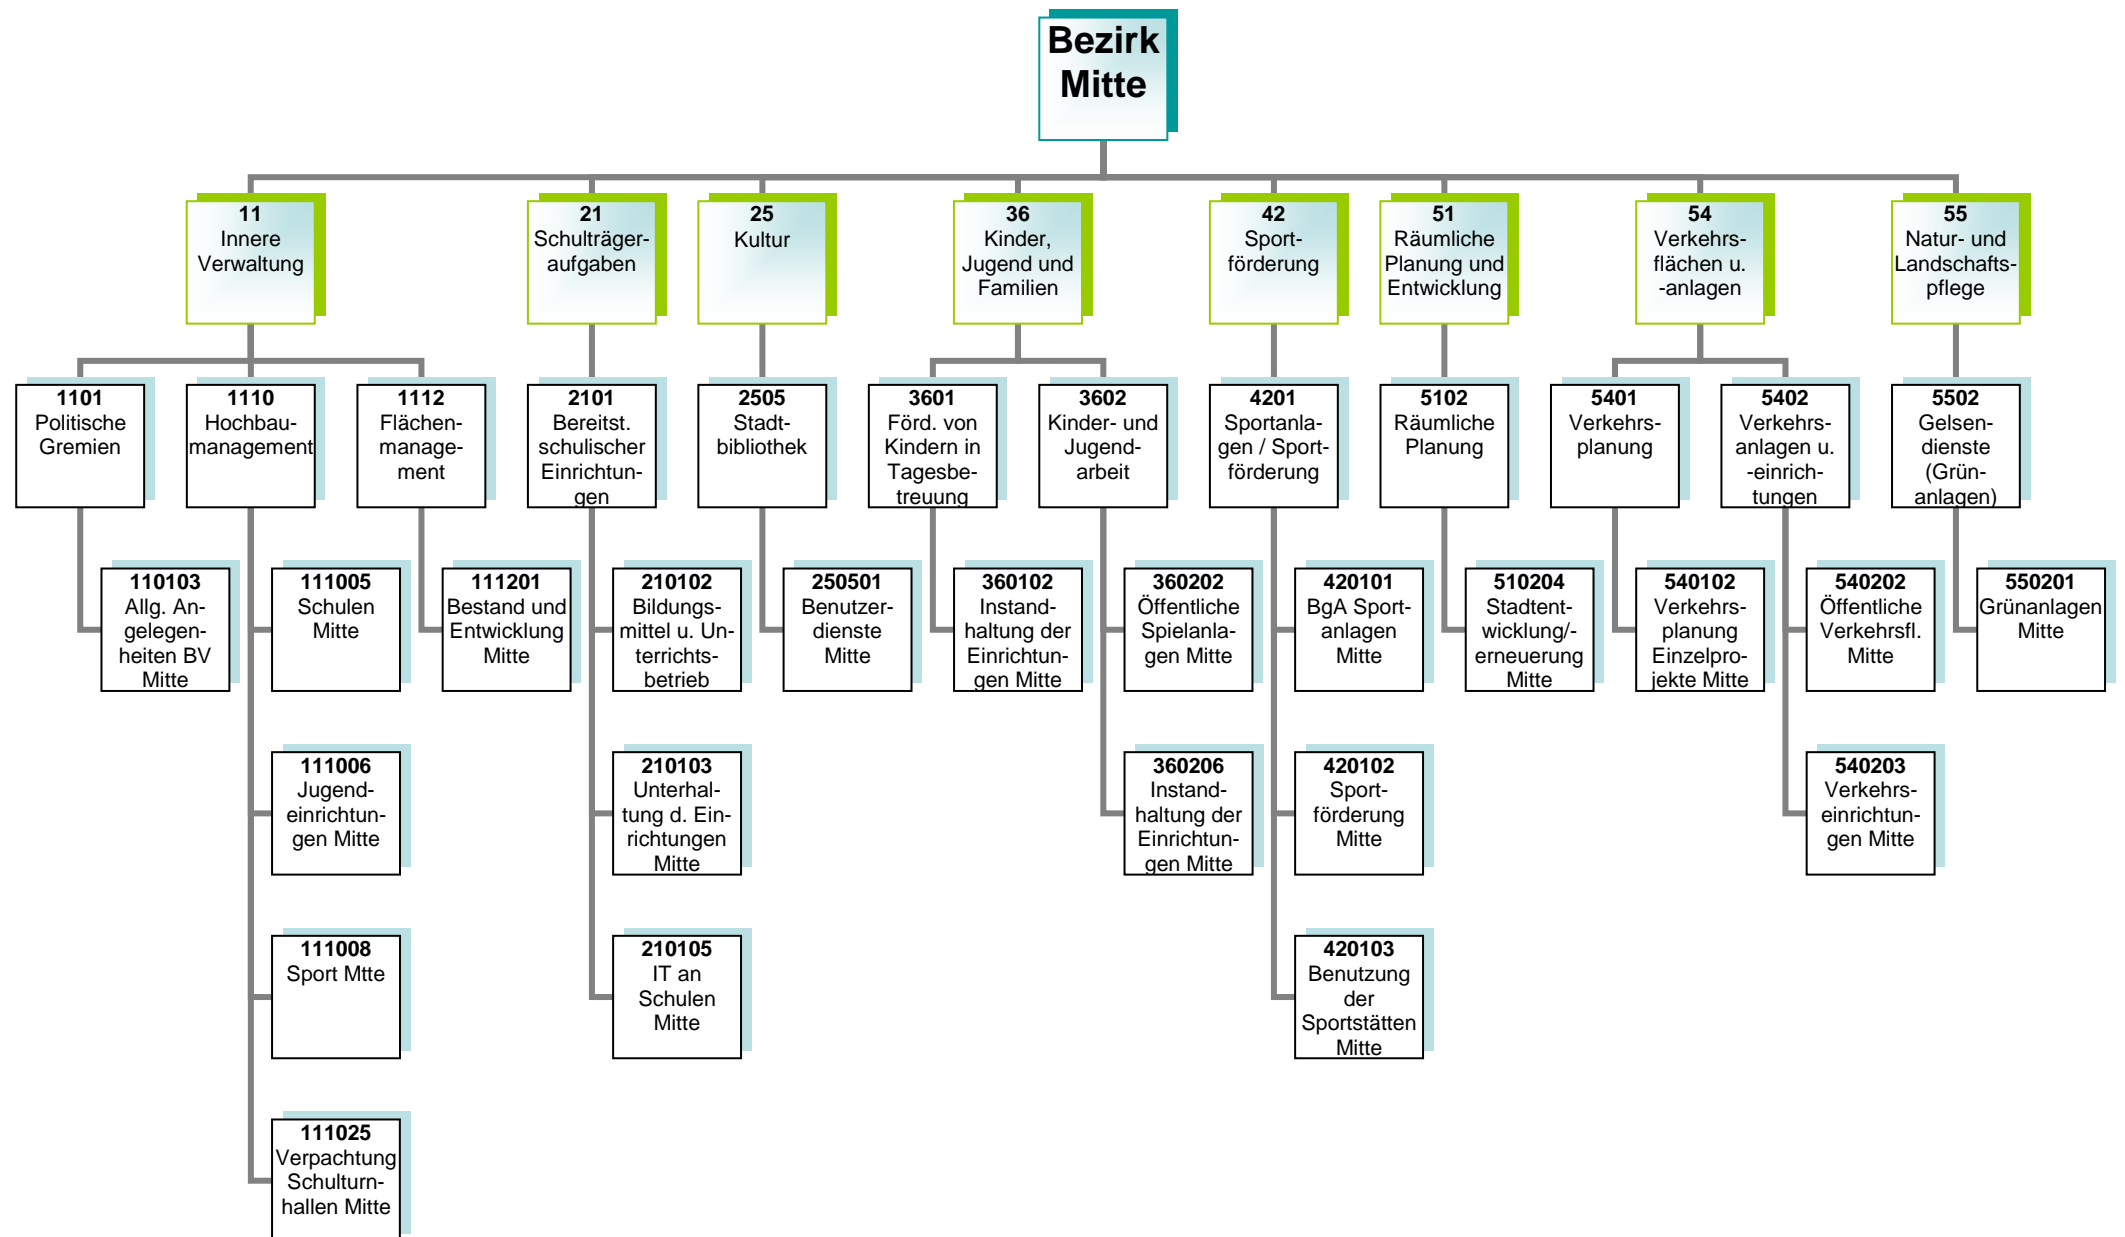 Bezirk
Mitte
11
Innere
Verwaltung
21
Schulträger-
aufgaben
25
Kultur
36
Kinder,
Jugend und
Familien
42
Sport-
förderung
51
Räumliche
Planung und
Entwicklung
54
Verkehrs-
flächen u.
-anlagen
55
Natur- und
Landschafts-
pflege
1101
Politische
Gremien
1110
Hochbau-
management
1112
Flächen-
manage-
ment
2101
Bereitst.
schulischer
Einrichtun-
gen
2505
Stadt-
bibliothek
3601
Förd. von
Kindern in
Tagesbe-
treuung
3602
Kinder- und
Jugend-
arbeit
4201
Sportanla-
gen / Sport-
förderung
5102
Räumliche
Planung
5401
Verkehrs-
planung
5402
Verkehrs-
anlagen u.
-einrich-
tungen
5502
Gelsen-
dienste
(Grün-
anlagen)
110103
Allg. An-
gelegen-
heiten BV
Mitte
111005
Schulen
Mitte
111201
Bestand und
Entwicklung
Mitte
210102
Bildungs-
mittel u. Un-
terrichts-
betrieb
250501
Benutzer-
dienste
Mitte
360102
Instand-
haltung der
Einrichtun-
gen Mitte
360202
Öffentliche
Spielanla-
gen Mitte
420101
BgA Sport-
anlagen
Mitte
510204
Stadtent-
wicklung/-
erneuerung
Mitte
540102
Verkehrs-
planung
Einzelpro-
jekte Mitte
540202
Öffentliche
Verkehrsfl.
Mitte
550201
Grünanlagen
Mitte
111006
Jugend-
einrichtun-
gen Mitte
210103
Unterhal-
tung d. Ein-
richtungen
Mitte
360206
Instand-
haltung der
Einrichtun-
gen Mitte
420102
Sport-
förderung
Mitte
540203
Verkehrs-
einrichtun-
gen Mitte
111008
Sport Mtte
210105
IT an
Schulen
Mitte
420103
Benutzung
der
Sportstätten
Mitte
111025
Verpachtung
Schulturn-
hallen Mitte